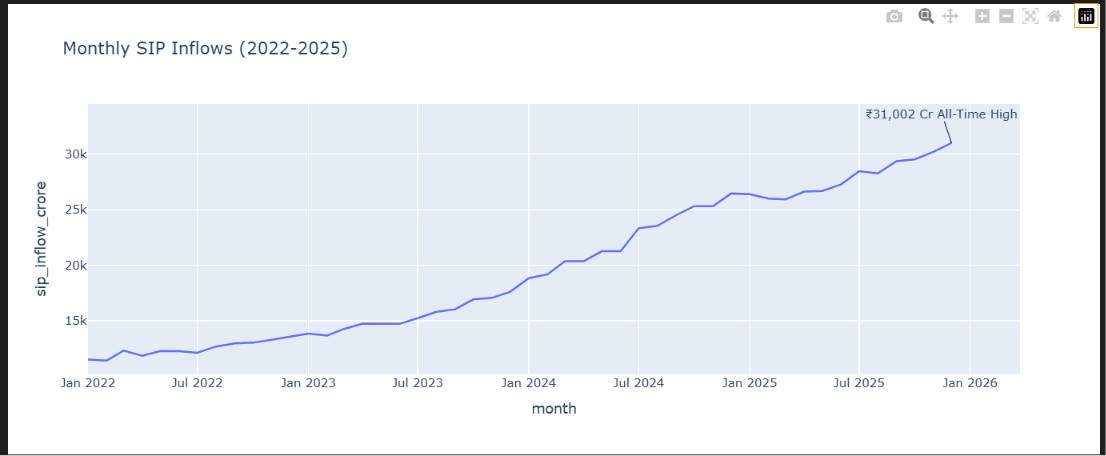 Monthly SIP Inflows (2022-2025)
₹31,002 Cr All-Time High
30k
25k
20k
15k
sip_inflow_crore
Jan 2022 Jul 2022 Jan 2023 Jul 2023 Jan 2024 Jul 2024 Jan 2025 Jul 2025 Jan 2026
month